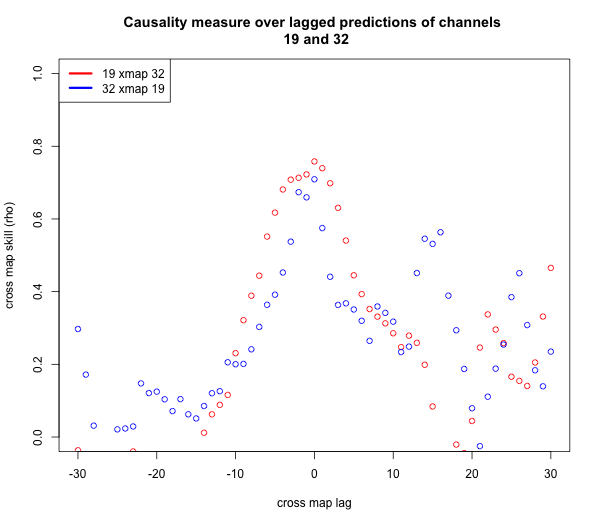 Causality measure over lagged predictions of channels
19 and 32
19 xmap 32
32 xmap 19
cross map skill (rho)
1.0
0.8
0.6
0.4
0.2
0.0
-30 -20 -10 0 10 20 30
cross map lag